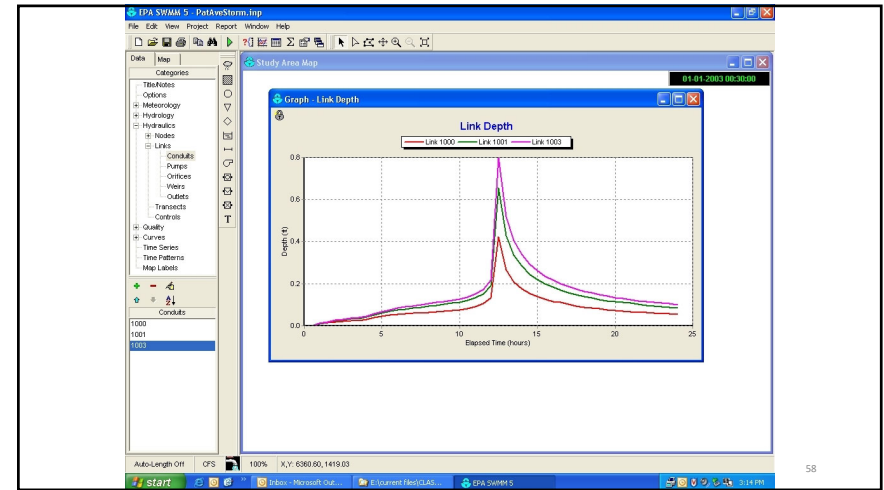 EPA SWMM 5 - PatAveStorm.inp
File Edit View Project Report Window Help
Data Map
Categories
Title/Notes
Options
Meteorology
Hydrology
Hydraulics
Nodes
Links
Conduits
Pumps
Orifices
Weirs
Outlets
Transects
Controls
Quality
Curves
Time Series
Time Patterns
Map Labels
Conduits
1000
1001
1003
T
Study Area Map
01-01-2003 00:30:00
Graph - Link Depth
Link Depth
Link 1000 Link 1001 Link 1003
0.8
0.6
0.4
0.2
0.0
Depth (ft)
0 5 10 15 20 25
Elapsed Time (hours)
Auto-Length Off CFS 100% X,Y: 6360.60, 1419.03
start Inbox - Microsoft Out... E:\current files\CLAS... EPA SWMM 5 3:14 PM
58